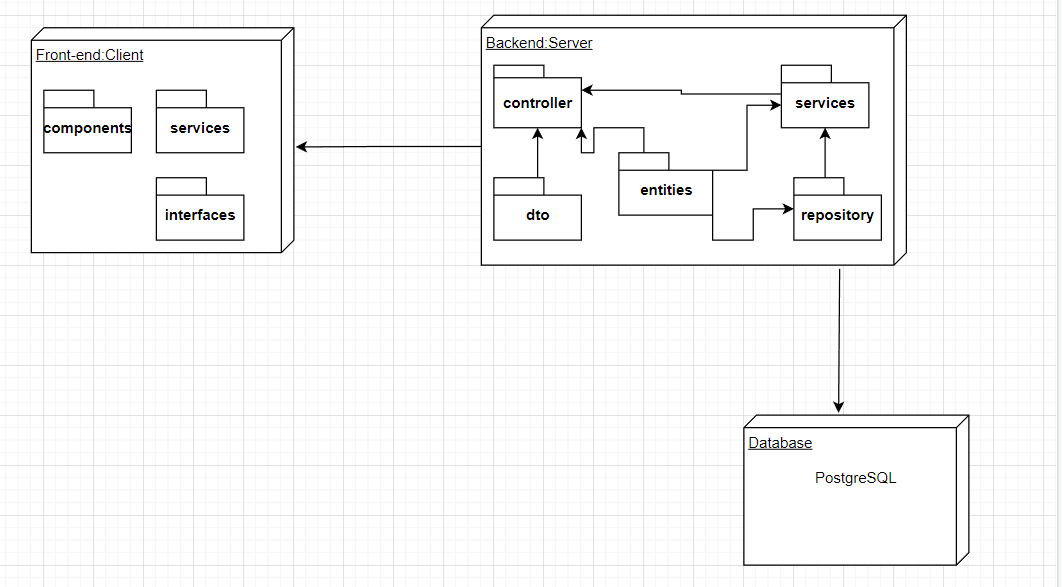 Front-end:Client
components
services
interfaces
Backend:Server
controller
services
entities
dto
repository
Database
PostgreSQL